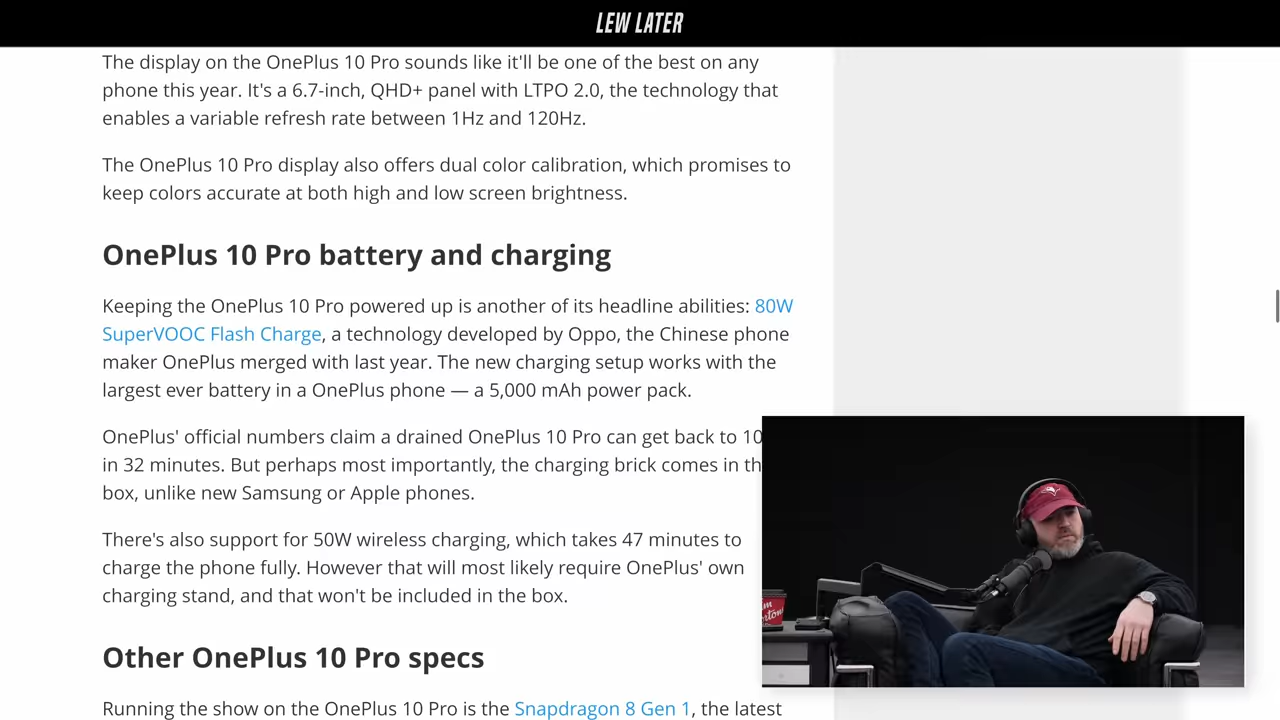 LEW LATER
The display on the OnePlus 10 Pro sounds like it'll be one of the best on any
phone this year. It's a 6.7-inch, QHD+ panel with LTPO 2.0, the technology that
enables a variable refresh rate between 1Hz and 120Hz.
The OnePlus 10 Pro display also offers dual color calibration, which promises to
keep colors accurate at both high and low screen brightness.
OnePlus 10 Pro battery and charging
Keeping the OnePlus 10 Pro powered up is another of its headline abilities: 80W
SuperVOOC Flash Charge, a technology developed by Oppo, the Chinese phone
maker OnePlus merged with last year. The new charging setup works with the
largest ever battery in a OnePlus phone — a 5,000 mAh power pack.
OnePlus' official numbers claim a drained OnePlus 10 Pro can get back to 10
in 32 minutes. But perhaps most importantly, the charging brick comes in th
box, unlike new Samsung or Apple phones.
There's also support for 50W wireless charging, which takes 47 minutes to
charge the phone fully. However that will most likely require OnePlus' own
charging stand, and that won't be included in the box.
Other OnePlus 10 Pro specs
Running the show on the OnePlus 10 Pro is the Snapdragon 8 Gen 1, the latest